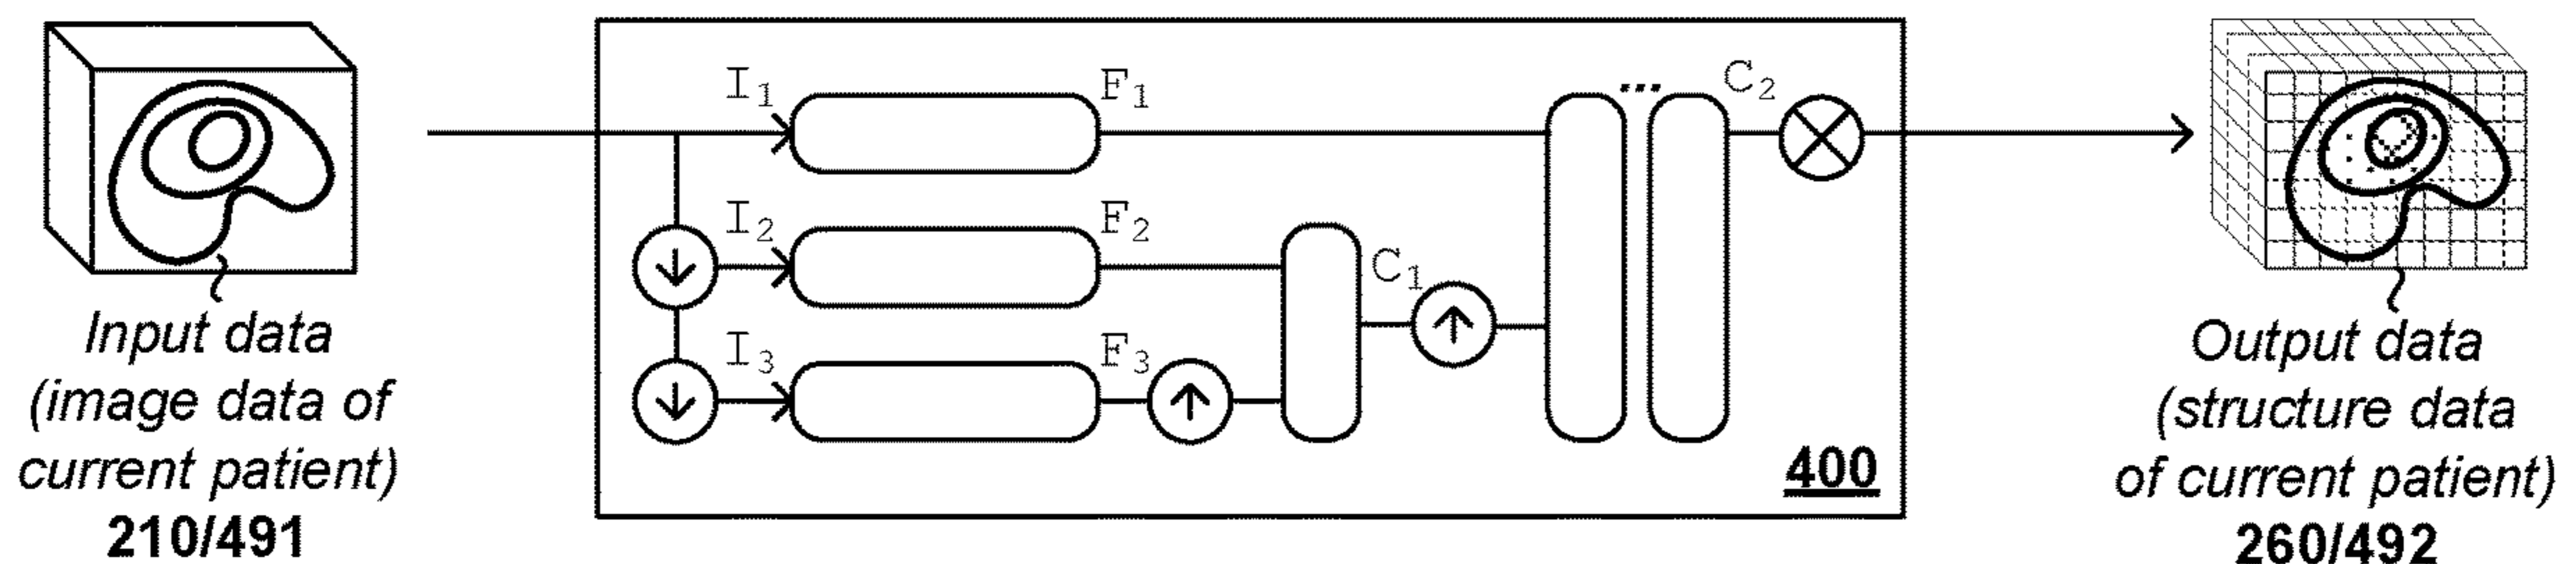 I1 F1 ... C2
I2 F2
C1
I3 F3
400
Input data
(image data of
current patient)
210/491
Output data
(structure data
of current patient)
260/492